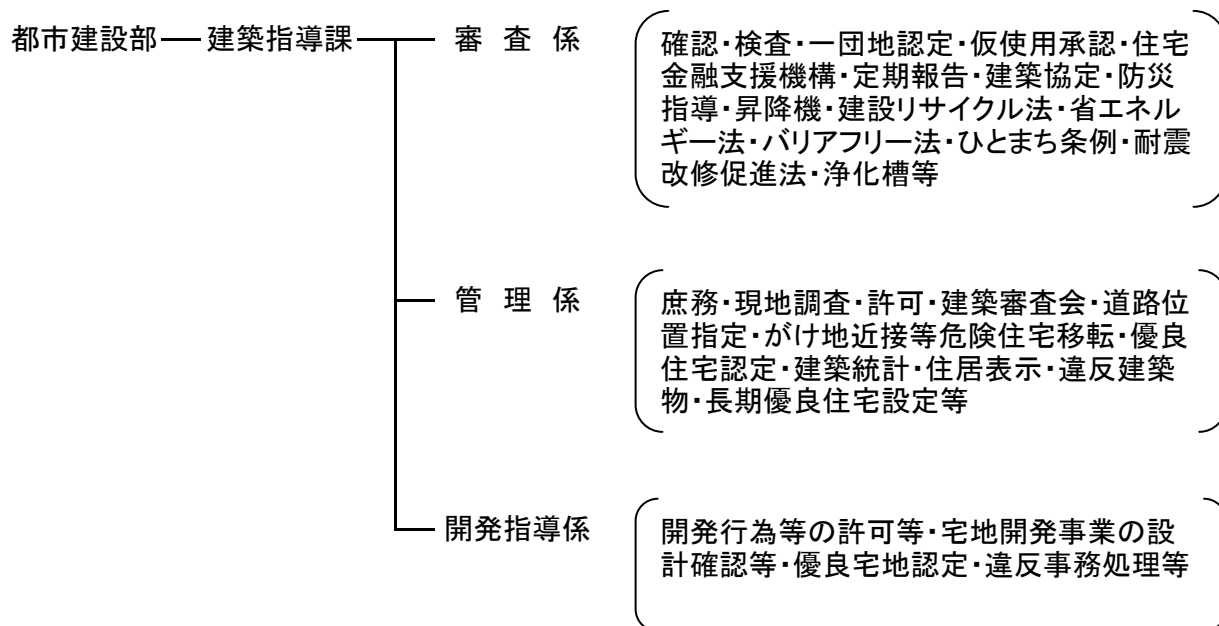 都市建設部 建築指導課 審査係
確認・検査・一団地認定・仮使用承認・住宅
金融支援機構・定期報告・建築協定・防災
指導・昇降機・建設リサイクル法・省エネル
ギー法・バリアフリー法・ひとまち条例・耐震
改修促進法・浄化槽等
管理係
庶務・現地調査・許可・建築審査会・道路位
置指定・がけ地近接等危険住宅移転・優良
住宅認定・建築統計・住居表示・違反建築
物・長期優良住宅設定等
開発指導係
開発行為等の許可等・宅地開発事業の設
計確認等・優良宅地認定・違反事務処理等